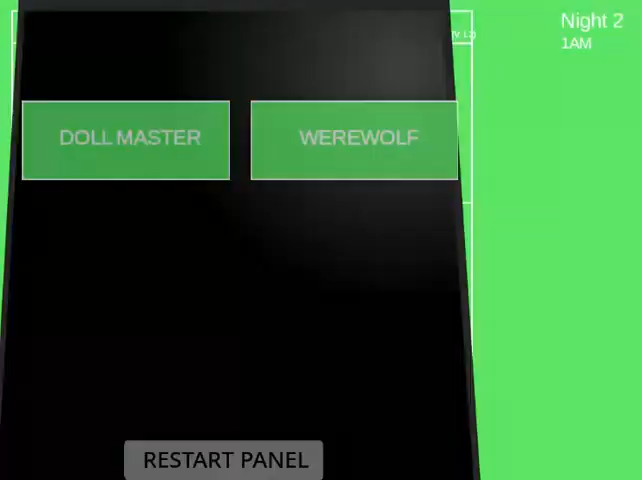 Night 2
1AM
DOLL MASTER
WEREWOLF
RESTART PANEL